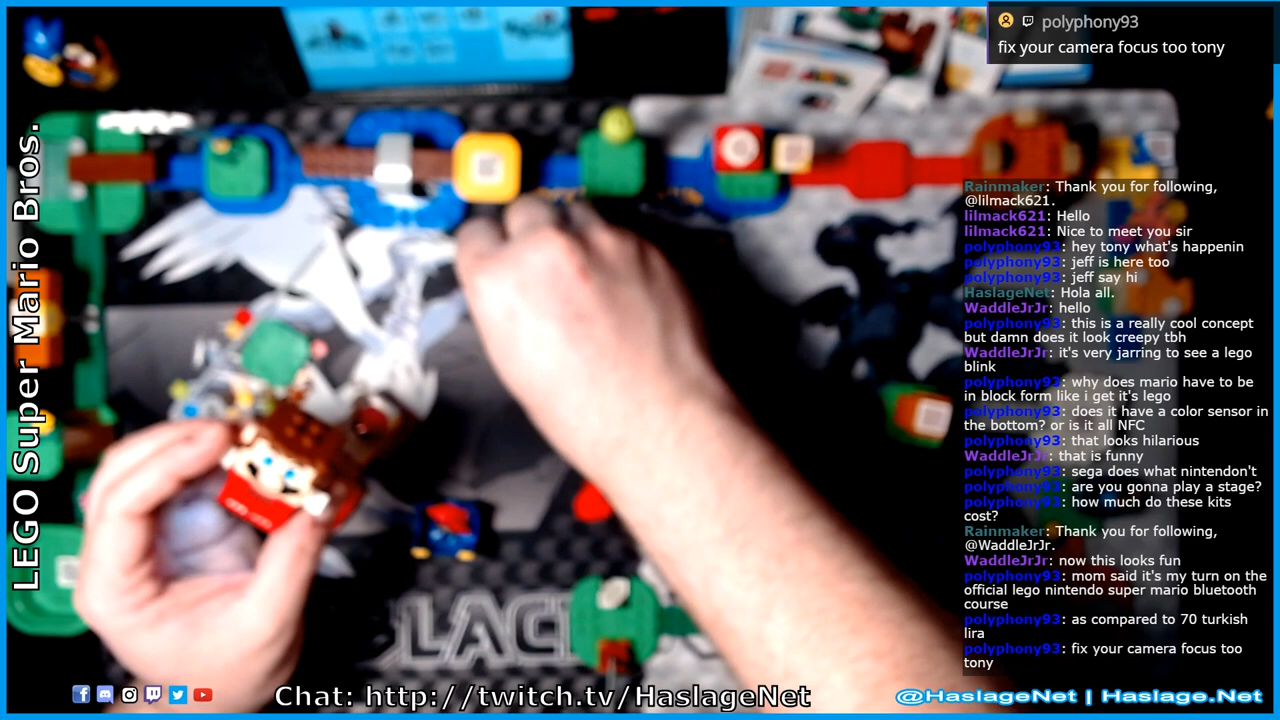 polyphony93
fix your camera focus too tony
LEGO Super Mario Bros.
Rainmaker: Thank you for following,
@lilmack621.
lilmack621: Hello
lilmack621: Nice to meet you sir
polyphony93: hey tony what's happenin
polyphony93: jeff is here too
polyphony93: jeff say hi
HaslageNet: Hola all.
WaddleJrJr: hello
polyphony93: this is a really cool concept
but damn does it look creepy tbh
WaddleJrJr: it's very jarring to see a lego
blink
polyphony93: why does mario have to be
in block form like i get it's lego
polyphony93: does it have a color sensor in
the bottom? or is it all NFC
polyphony93: that looks hilarious
WaddleJrJr: that is funny
polyphony93: sega does what nintendon't
polyphony93: are you gonna play a stage?
polyphony93: how much do these kits
cost?
Rainmaker: Thank you for following,
@WaddleJrJr.
WaddleJrJr: now this looks fun
polyphony93: mom said it's my turn on the
official lego nintendo super mario bluetooth
course
polyphony93: as compared to 70 turkish
lira
polyphony93: fix your camera focus too
tony
LACK
Chat: http://twitch.tv/HaslageNet
@HaslageNet | Haslage.Net